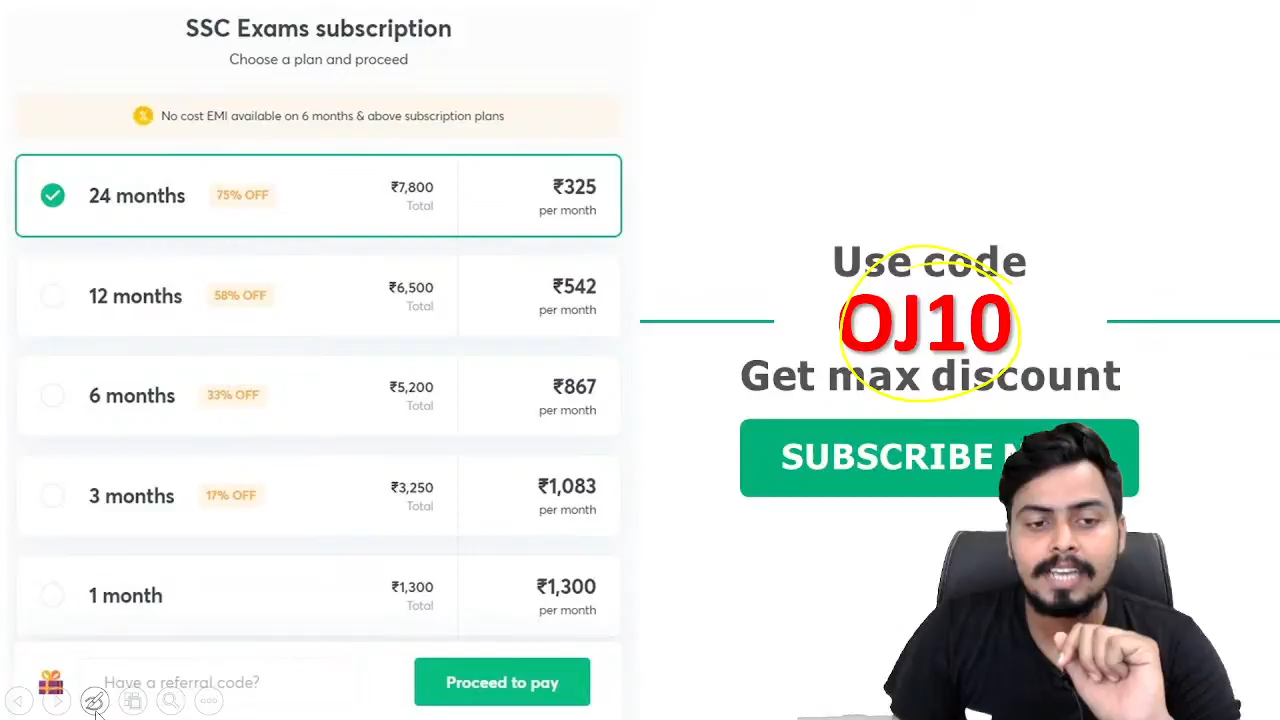 SSC Exams subscription
Choose a plan and proceed
No cost EMI available on 6 months & above subscription plans
24 months 75% OFF ₹7,800 Total ₹325 per month
12 months 58% OFF ₹6,500 Total ₹542 per month
6 months 33% OFF ₹5,200 Total ₹867 per month
3 months 17% OFF ₹3,250 Total ₹1,083 per month
1 month ₹1,300 Total ₹1,300 per month
Have a referral code? Proceed to pay
Use code
OJ10
Get max discount
SUBSCRIBE